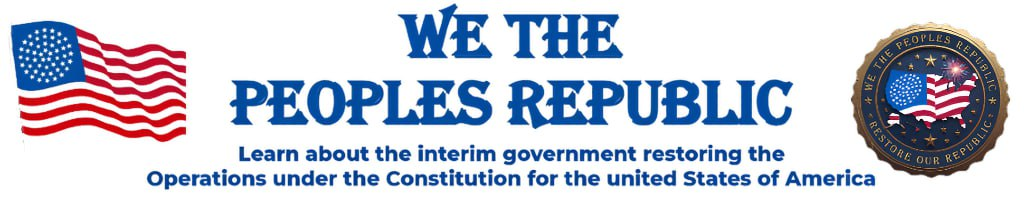 WE THE
PEOPLES REPUBLIC
Learn about the interim government restoring the
Operations under the Constitution for the united States of America
WE THE PEOPLES REPUBLIC
RESTORE OUR REPUBLIC